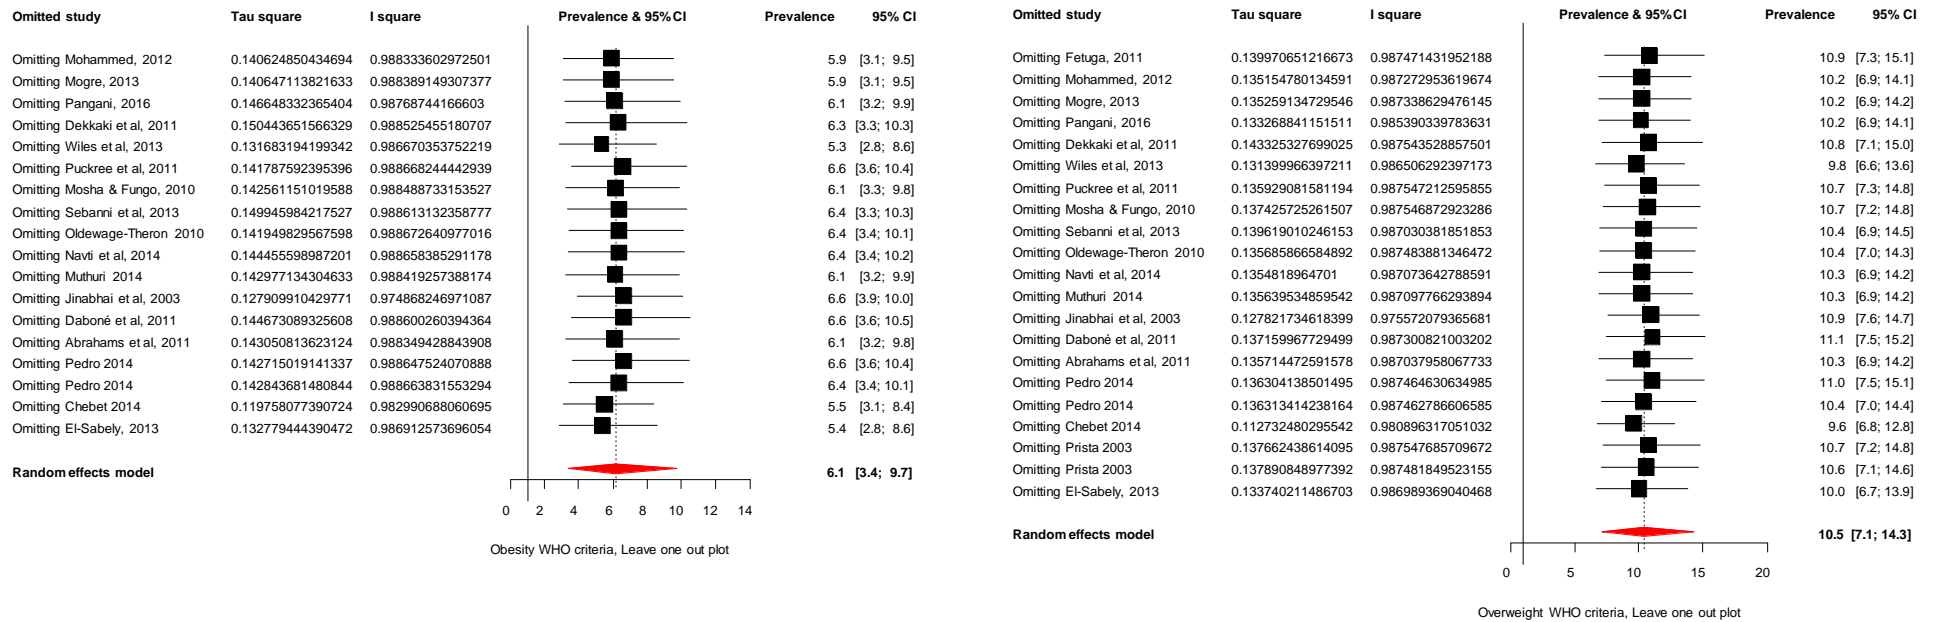 Omitted study Tau square I square Prevalence & 95%CI Prevalence 95% CI
Omitting Mohammed, 2012 0.140624850434694 0.988333602972501 5.9 [3.1; 9.5]
Omitting Mogre, 2013 0.140647113821633 0.988389149307377 5.9 [3.1; 9.5]
Omitting Pangani, 2016 0.146648332365404 0.98768744166603 6.1 [3.2; 9.9]
Omitting Dekkaki et al, 2011 0.150443651566329 0.988525455180707 6.3 [3.3; 10.3]
Omitting Wiles et al, 2013 0.131683194199342 0.986670353752219 5.3 [2.8; 8.6]
Omitting Puckree et al, 2011 0.141787592395396 0.988668244442939 6.6 [3.6; 10.4]
Omitting Mosha & Fungo, 2010 0.142561151019588 0.988488733153527 6.1 [3.3; 9.8]
Omitting Sebanni et al, 2013 0.149945984217527 0.988613132358777 6.4 [3.3; 10.3]
Omitting Oldewage-Theron 2010 0.141949829567598 0.988672640977016 6.4 [3.4; 10.1]
Omitting Navti et al, 2014 0.144455598987201 0.988658385291178 6.4 [3.4; 10.2]
Omitting Muthuri 2014 0.142977134304633 0.988419257388174 6.1 [3.2; 9.9]
Omitting Jinabhai et al, 2003 0.127909910429771 0.974868246971087 6.6 [3.9; 10.0]
Omitting Daboné et al, 2011 0.144673089325608 0.988600260394364 6.6 [3.6; 10.5]
Omitting Abrahams et al, 2011 0.143050813623124 0.988349428843908 6.1 [3.2; 9.8]
Omitting Pedro 2014 0.142715019141337 0.988647524070888 6.6 [3.6; 10.4]
Omitting Pedro 2014 0.142843681480844 0.988663831553294 6.4 [3.4; 10.1]
Omitting Chebet 2014 0.119758077390724 0.982990688060695 5.5 [3.1; 8.4]
Omitting El-Sabely, 2013 0.132779444390472 0.986912573696054 5.4 [2.8; 8.6]
Random effects model 6.1 [3.4; 9.7]
0 2 4 6 8 10 12 14
Obesity WHO criteria, Leave one out plot
Omitted study Tau square I square Prevalence & 95%CI Prevalence 95% CI
Omitting Fetuga, 2011 0.139970651216673 0.987471431952188 10.9 [7.3; 15.1]
Omitting Mohammed, 2012 0.135154780134591 0.987272953619674 10.2 [6.9; 14.1]
Omitting Mogre, 2013 0.135259134729546 0.987338629476145 10.2 [6.9; 14.2]
Omitting Pangani, 2016 0.133268841151511 0.985390339783631 10.2 [6.9; 14.1]
Omitting Dekkaki et al, 2011 0.143325327699025 0.987543528857501 10.8 [7.1; 15.0]
Omitting Wiles et al, 2013 0.131399966397211 0.986506292397173 9.8 [6.6; 13.6]
Omitting Puckree et al, 2011 0.135929081581194 0.987547212595855 10.7 [7.3; 14.8]
Omitting Mosha & Fungo, 2010 0.137425725261507 0.987546872923286 10.7 [7.2; 14.8]
Omitting Sebanni et al, 2013 0.139619010246153 0.987030381851853 10.4 [6.9; 14.5]
Omitting Oldewage-Theron 2010 0.135685866584892 0.987483881346472 10.4 [7.0; 14.3]
Omitting Navti et al, 2014 0.1354818964701 0.987073642788591 10.3 [6.9; 14.2]
Omitting Muthuri 2014 0.135639534859542 0.987097766293894 10.3 [6.9; 14.2]
Omitting Jinabhai et al, 2003 0.127821734618399 0.975572079365681 10.9 [7.6; 14.7]
Omitting Daboné et al, 2011 0.137159967729499 0.987300821003202 11.1 [7.5; 15.2]
Omitting Abrahams et al, 2011 0.135714472591578 0.987037958067733 10.3 [6.9; 14.2]
Omitting Pedro 2014 0.136304138501495 0.987464630634985 11.0 [7.5; 15.1]
Omitting Pedro 2014 0.136313414238164 0.987462786606585 10.4 [7.0; 14.4]
Omitting Chebet 2014 0.112732480295542 0.980896317051032 9.6 [6.8; 12.8]
Omitting Prista 2003 0.137662438614095 0.987547685709672 10.7 [7.2; 14.8]
Omitting Prista 2003 0.137890848977392 0.987481849523155 10.6 [7.1; 14.6]
Omitting El-Sabely, 2013 0.133740211486703 0.986989369040468 10.0 [6.7; 13.9]
Random effects model 10.5 [7.1; 14.3]
0 5 10 15 20
Overweight WHO criteria, Leave one out plot